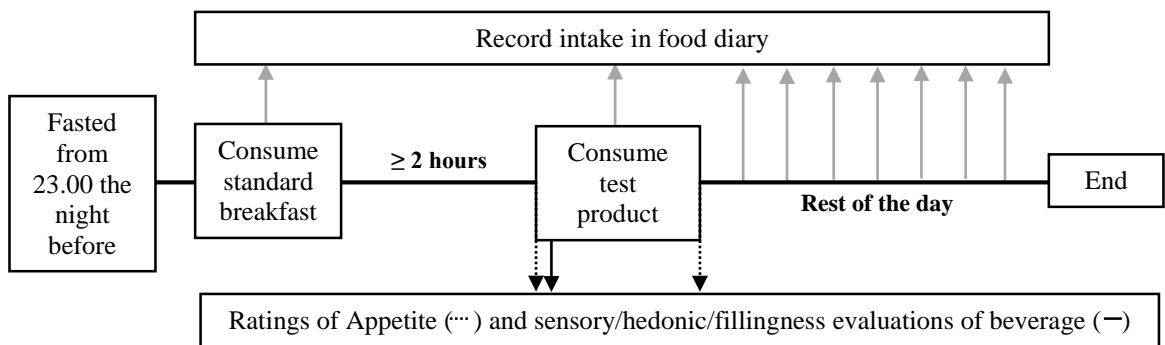 Record intake in food diary
Fasted
from
23.00 the
night
before
Consume
standard
breakfast
≥ 2 hours
Consume
test
product
Rest of the day
End
Ratings of Appetite (···) and sensory/hedonic/fillingness evaluations of beverage (─)